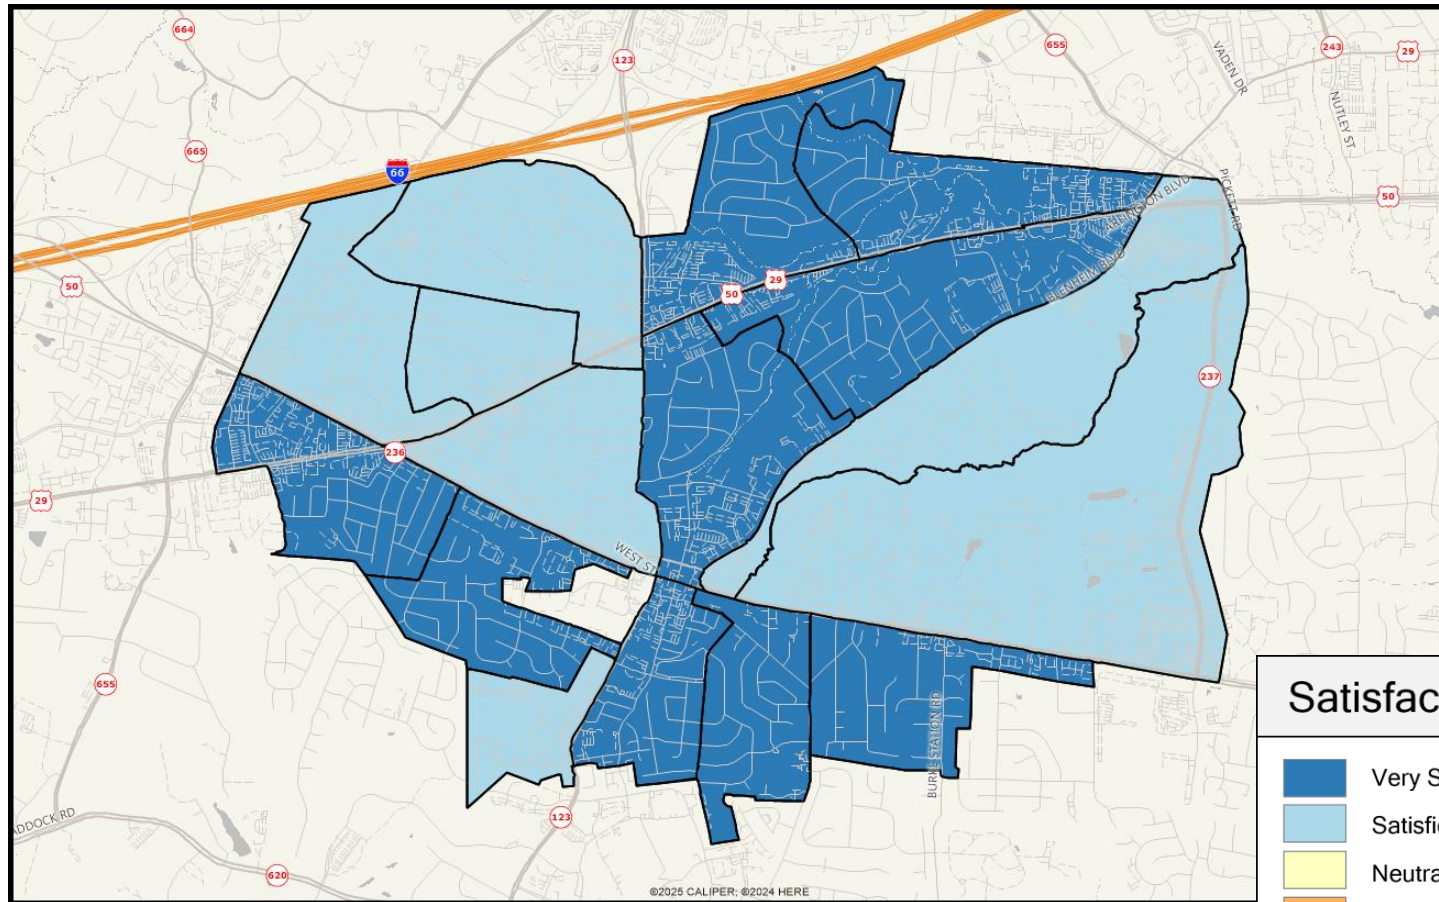 664
123
655
243
29
VADEN DR
NUTLEY ST
665
66
PICKETT RD
50
ARLINGTON BLVD
50
29
50
BLENHEIM BLVD
237
236
29
WEST ST
655
Satisfac
BURKE STATION RD
Very S
Satisfi
Neutra
ADDOCK RD
123
620
©2025 CALIPER; ©2024 HERE